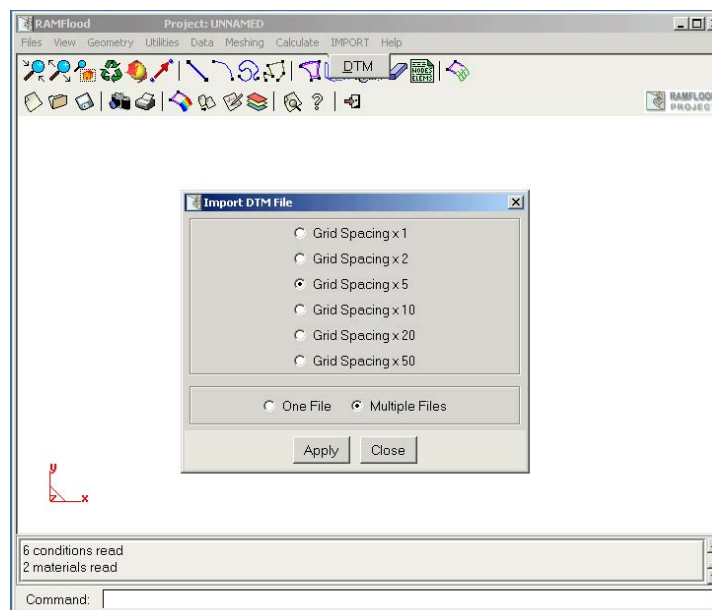 RAMFlood Project: UNNAMED
Files View Geometry Utilities Data Meshing Calculate IMPORT Help
DTM
NODES
ELEMS
RAMFLOOD
PROJECT
Import DTM File
Grid Spacing x 1
Grid Spacing x 2
Grid Spacing x 5
Grid Spacing x 10
Grid Spacing x 20
Grid Spacing x 50
One File Multiple Files
Apply Close
y
z x
6 conditions read
2 materials read
Command: